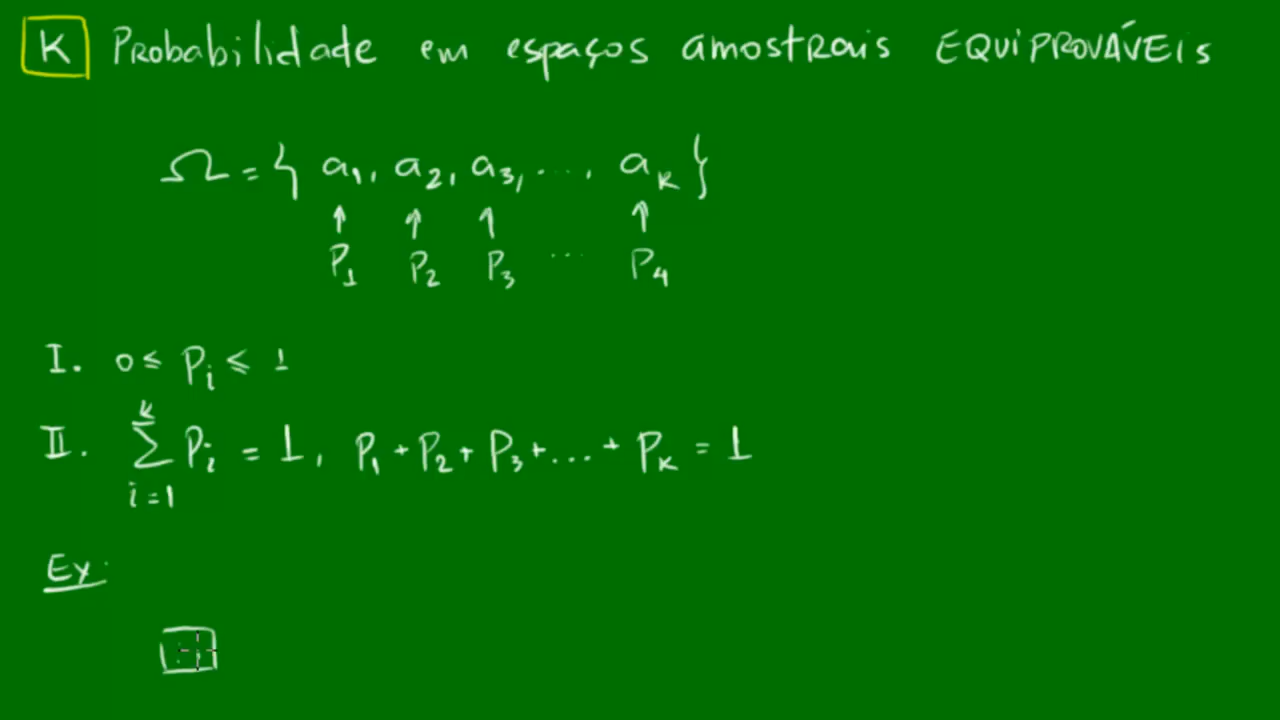 K Probabilidade em espaços amostrais EQUIPROVÁVEIS
Ω = { a₁, a₂, a₃, ..., aₖ }
↑ ↑ ↑ ↑
P₁ P₂ P₃ ... P₄
I. 0 ≤ Pᵢ ≤ 1
II. ∑ᵢ₌₁ᵏ Pᵢ = 1, P₁ + P₂ + P₃ + ... + Pₖ = 1
Ex.